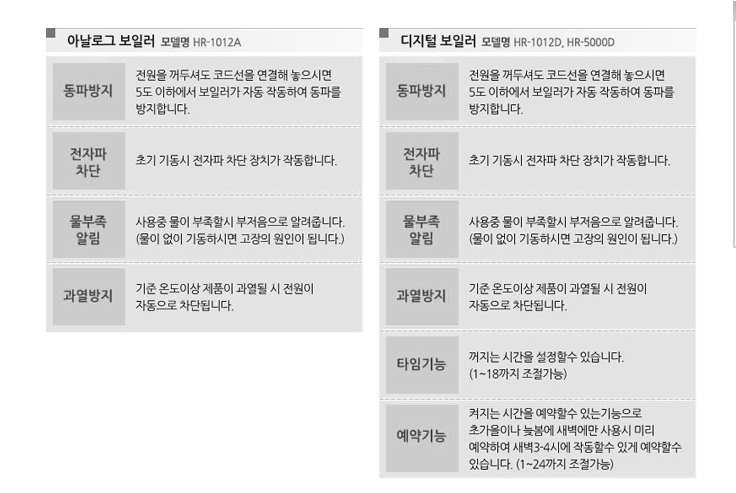 아날로그 보일러 모델명 HR-1012A
동파방지
전원을 꺼두셔도 코드선을 연결해 놓으시면
5도 이하에서 보일러가 자동 작동하여 동파를
방지합니다.
전자파
차단
초기 기동시 전자파 차단 장치가 작동합니다.
물부족
알림
사용중 물이 부족할시 부저음으로 알려줍니다.
(물이 없이 기동하시면 고장의 원인이 됩니다.)
과열방지
기준 온도이상 제품이 과열될 시 전원이
자동으로 차단됩니다.
디지털 보일러 모델명 HR-1012D, HR-5000D
동파방지
전원을 꺼두셔도 코드선을 연결해 놓으시면
5도 이하에서 보일러가 자동 작동하여 동파를
방지합니다.
전자파
차단
초기 기동시 전자파 차단 장치가 작동합니다.
물부족
알림
사용중 물이 부족할시 부저음으로 알려줍니다.
(물이 없이 기동하시면 고장의 원인이 됩니다.)
과열방지
기준 온도이상 제품이 과열될 시 전원이
자동으로 차단됩니다.
타임기능
꺼지는 시간을 설정할수 있습니다.
(1~18까지 조절가능)
예약기능
켜지는 시간을 예약할수 있는기능으로
초가을이나 늦봄에 새벽에만 사용시 미리
예약하여 새벽3-4시에 작동할수 있게 예약할수
있습니다. (1~24까지 조절가능)